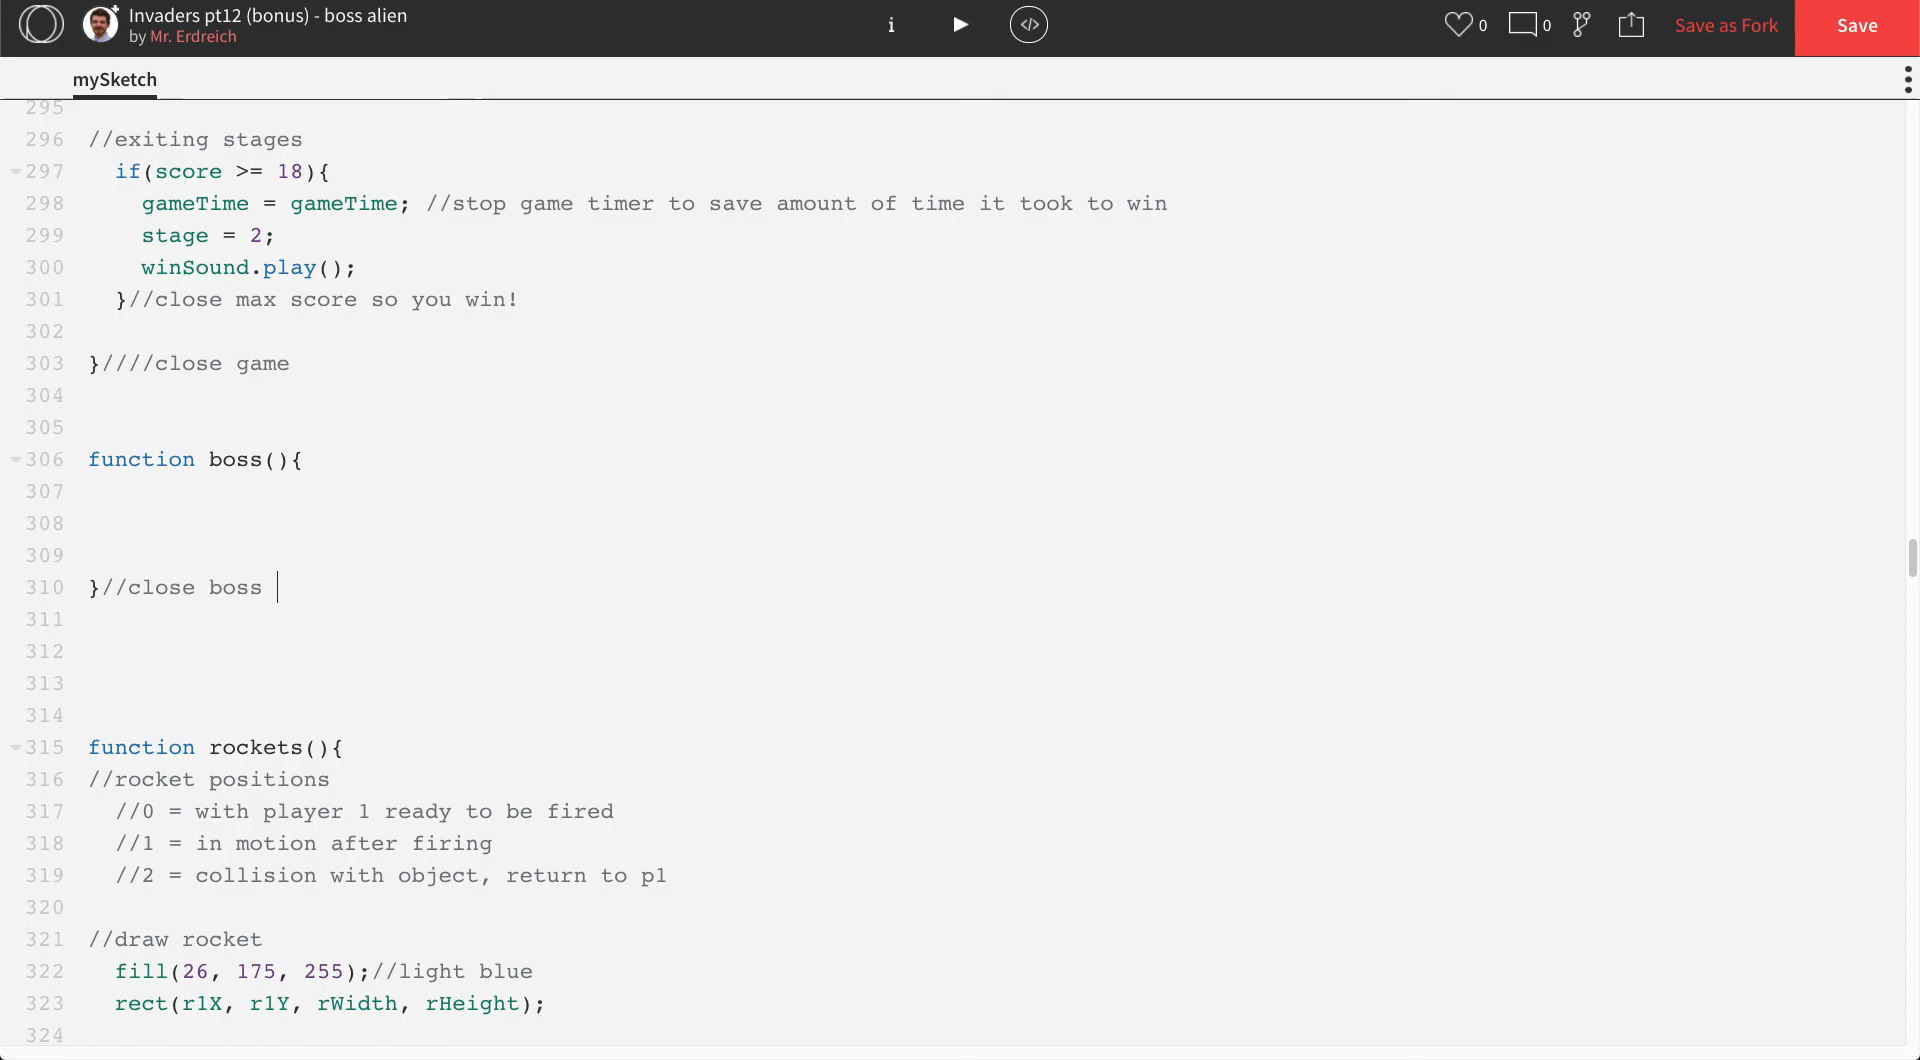 Invaders pt12 (bonus) - boss alien
by Mr. Erdreich
i
</>
0
0
Save as Fork
Save
mySketch
295
296 //exiting stages
297 if(score >= 18){
298 gameTime = gameTime; //stop game timer to save amount of time it took to win
299 stage = 2;
300 winSound.play();
301 }//close max score so you win!
302
303 }////close game
304
305
306 function boss(){
307
308
309
310 }//close boss
311
312
313
314
315 function rockets(){
316 //rocket positions
317 //0 = with player 1 ready to be fired
318 //1 = in motion after firing
319 //2 = collision with object, return to p1
320
321 //draw rocket
322 fill(26, 175, 255);//light blue
323 rect(r1X, r1Y, rWidth, rHeight);
324